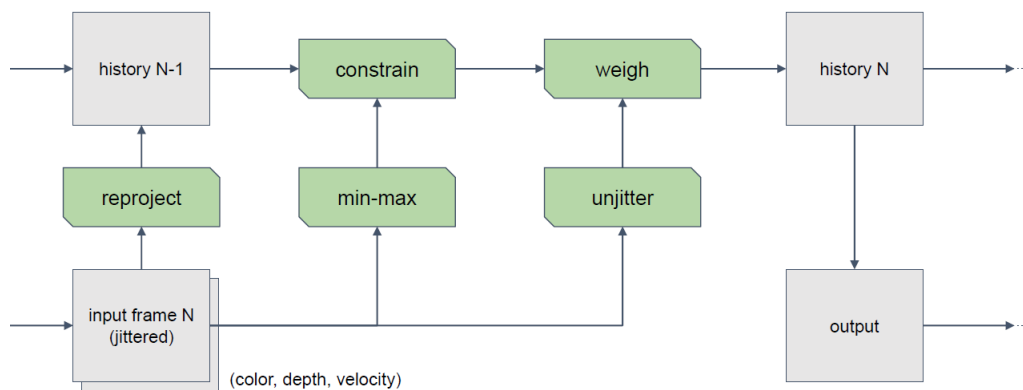 history N-1
constrain
weigh
history N
reproject
min-max
unjitter
input frame N
(jittered)
output
(color, depth, velocity)